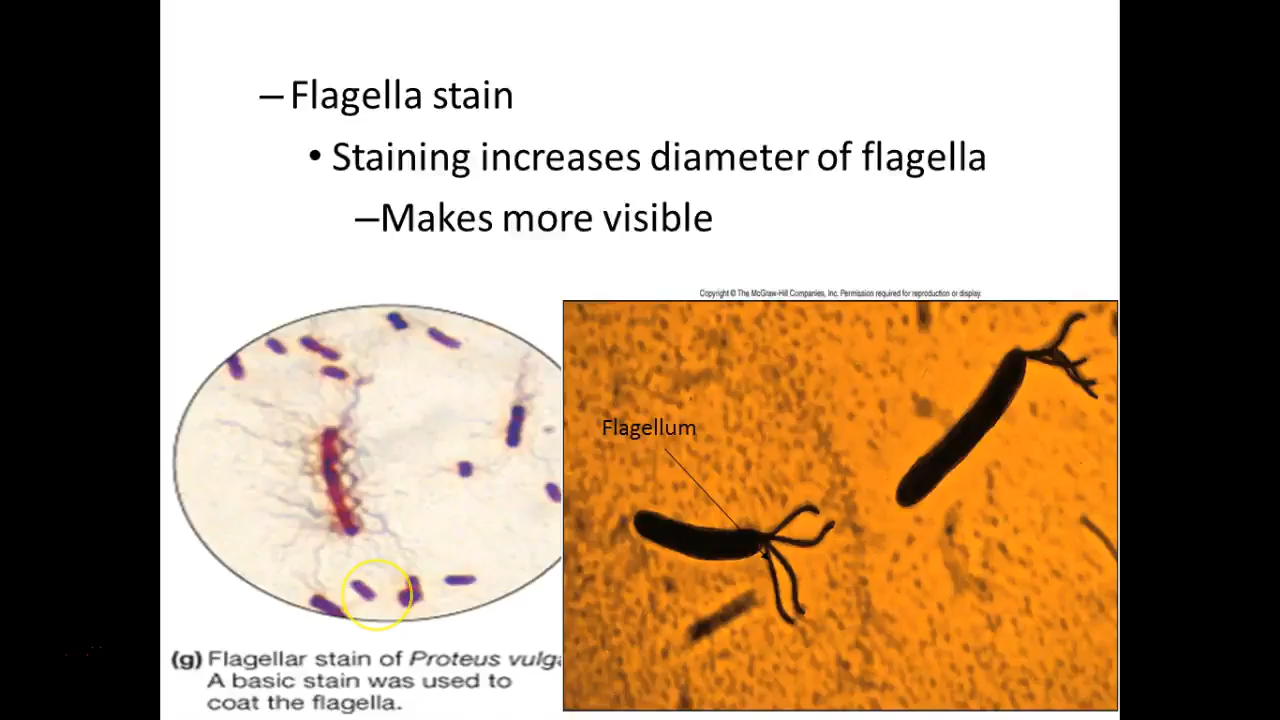 – Flagella stain
• Staining increases diameter of flagella
–Makes more visible
Copyright © The McGraw-Hill Companies, Inc. Permission required for reproduction or display.
Flagellum
(g) Flagellar stain of Proteus vulg
A basic stain was used to
coat the flagella.